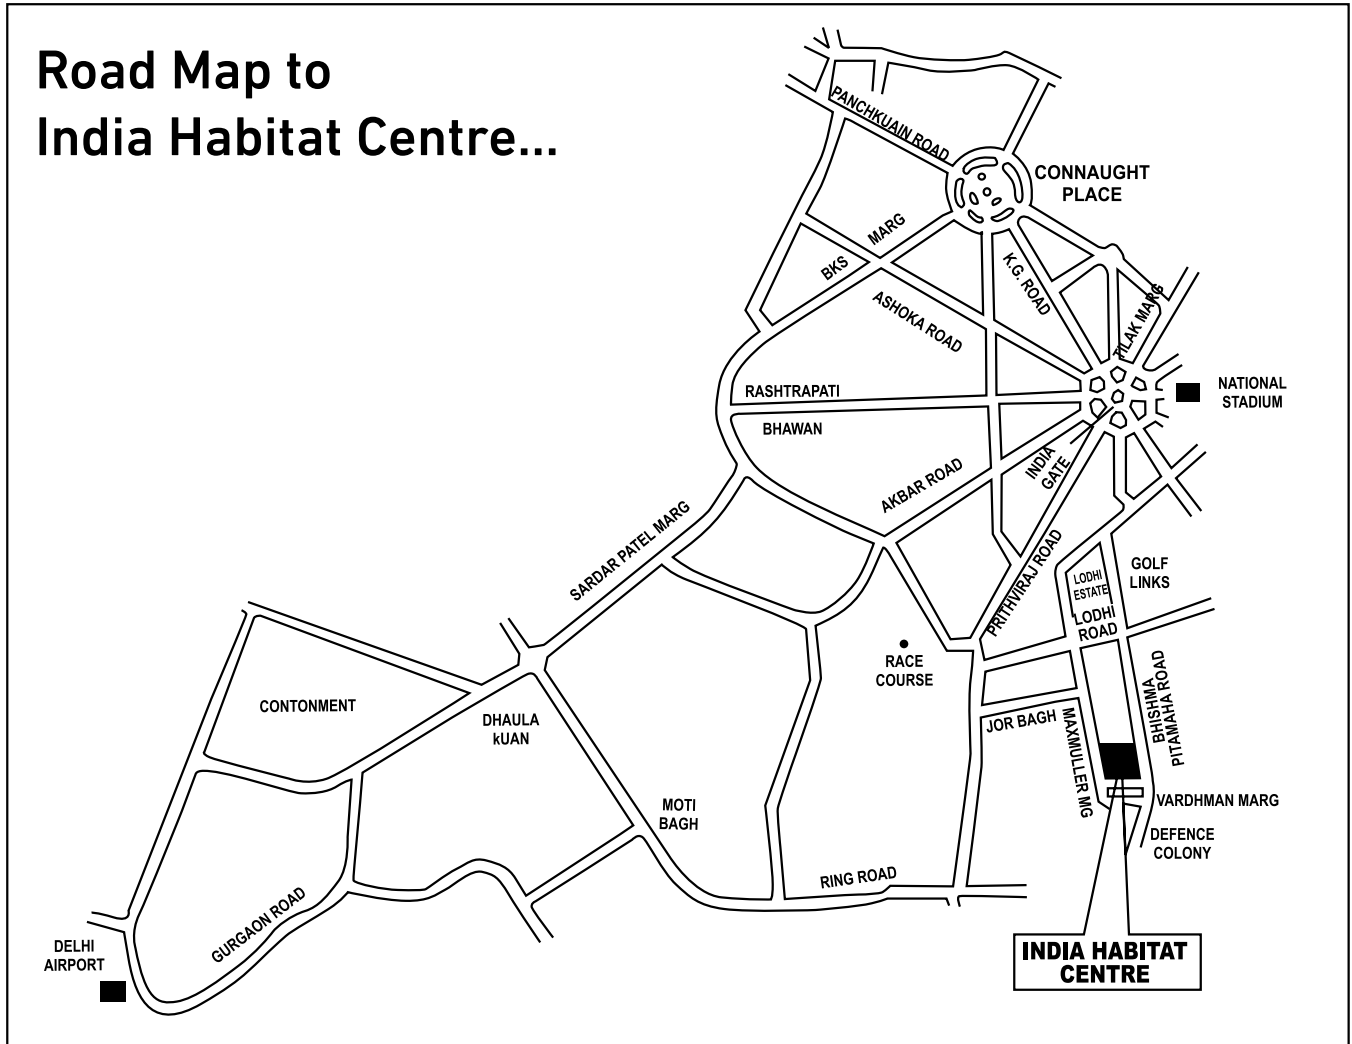 Road Map to
India Habitat Centre...
PANCHKUAIN ROAD
CONNAUGHT
PLACE
BKS MARG
K.G. ROAD
ASHOKA ROAD
TILAK MARG
RASHTRAPATI
BHAWAN
NATIONAL
STADIUM
AKBAR ROAD
INDIA
GATE
SARDAR PATEL MARG
PRITHVIRAJ ROAD
LODHI
ESTATE
GOLF
LINKS
LODHI
ROAD
RACE
COURSE
CONTONMENT
DHAULA
kUAN
JOR BAGH
MAXMULLER MG
BHISHMA
PITAMAHA ROAD
MOTI
BAGH
VARDHMAN MARG
DEFENCE
COLONY
RING ROAD
GURGAON ROAD
DELHI
AIRPORT
INDIA HABITAT
CENTRE